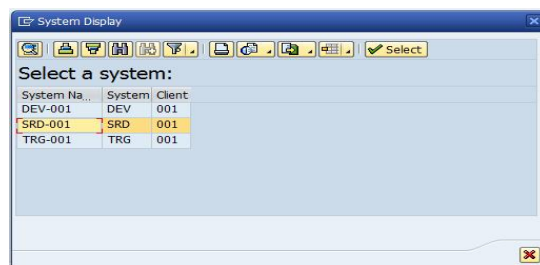 System Display
Select
Select a system:
System Na.. System Client
DEV-001 DEV 001
SRD-001 SRD 001
TRG-001 TRG 001